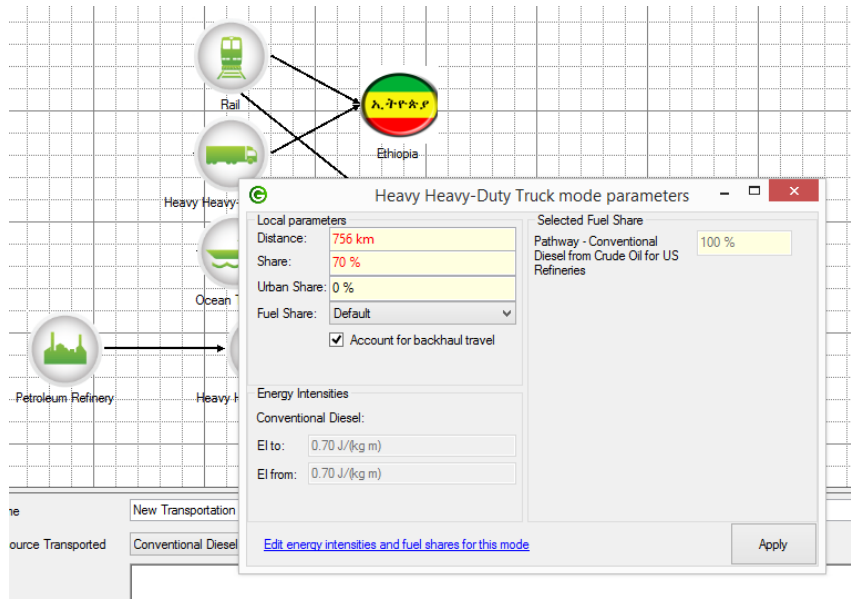 Rail
ኢትዮጵያ
Ethiopia
Heavy Heavy-
Ocean T
Petroleum Refinery
Heavy H
Heavy Heavy-Duty Truck mode parameters
Local parameters
Distance: 756 km
Share: 70 %
Urban Share: 0 %
Fuel Share: Default
Account for backhaul travel
Selected Fuel Share
Pathway - Conventional 100 %
Diesel from Crude Oil for US
Refineries
Energy Intensities
Conventional Diesel:
EI to: 0.70 J/(kg m)
EI from: 0.70 J/(kg m)
Edit energy intensities and fuel shares for this mode
Apply
ne New Transportation
ource Transported Conventional Diesel